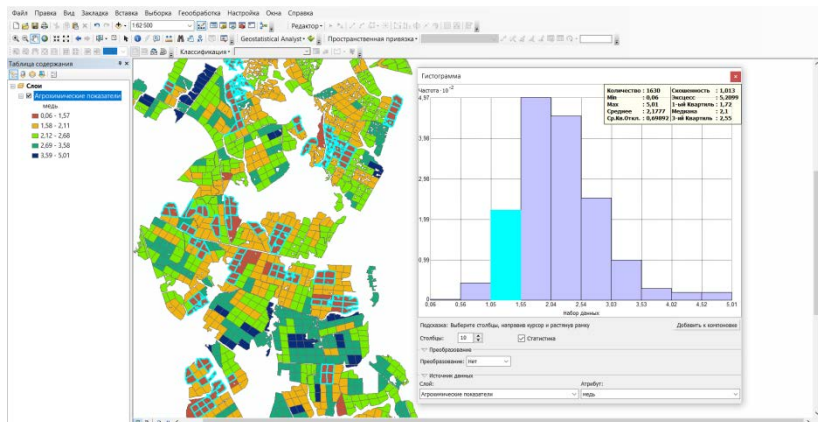 Файл Правка Вид Закладка Вставка Выборка Геообработка Настройка Окна Справка
1:62 500
Редактор
Geostatistical Analyst
Пространственная привязка
Классификация
Таблица содержания
Слои
Агрохимические показатели
медь
0,06 - 1,57
1,58 - 2,11
2,12 - 2,68
2,69 - 3,58
3,59 - 5,01
Гистограмма
Частота · 10⁻²
4,97
3,98
2,98
1,99
0,99
0
Количество : 1630
Min : 0,06
Max : 5,01
Среднее : 2,1777
Ср.Кв.Откл. : 0,69892
Скошенность : 1,013
Эксцесс : 5,2099
1-ый Квартиль : 1,72
Медиана : 2,1
3-ий Квартиль : 2,55
0,06 0,56 1,05 1,55 2,04 2,54 3,03 3,53 4,02 4,52 5,01
Набор данных
Подсказка: Выберите столбцы, направив курсор и растянув рамку
Добавить к компоновке
Столбцы: 10
Статистика
Преобразование
Преобразование: Нет
Источник данных
Слой: Атрибут:
Агрохимические показатели медь